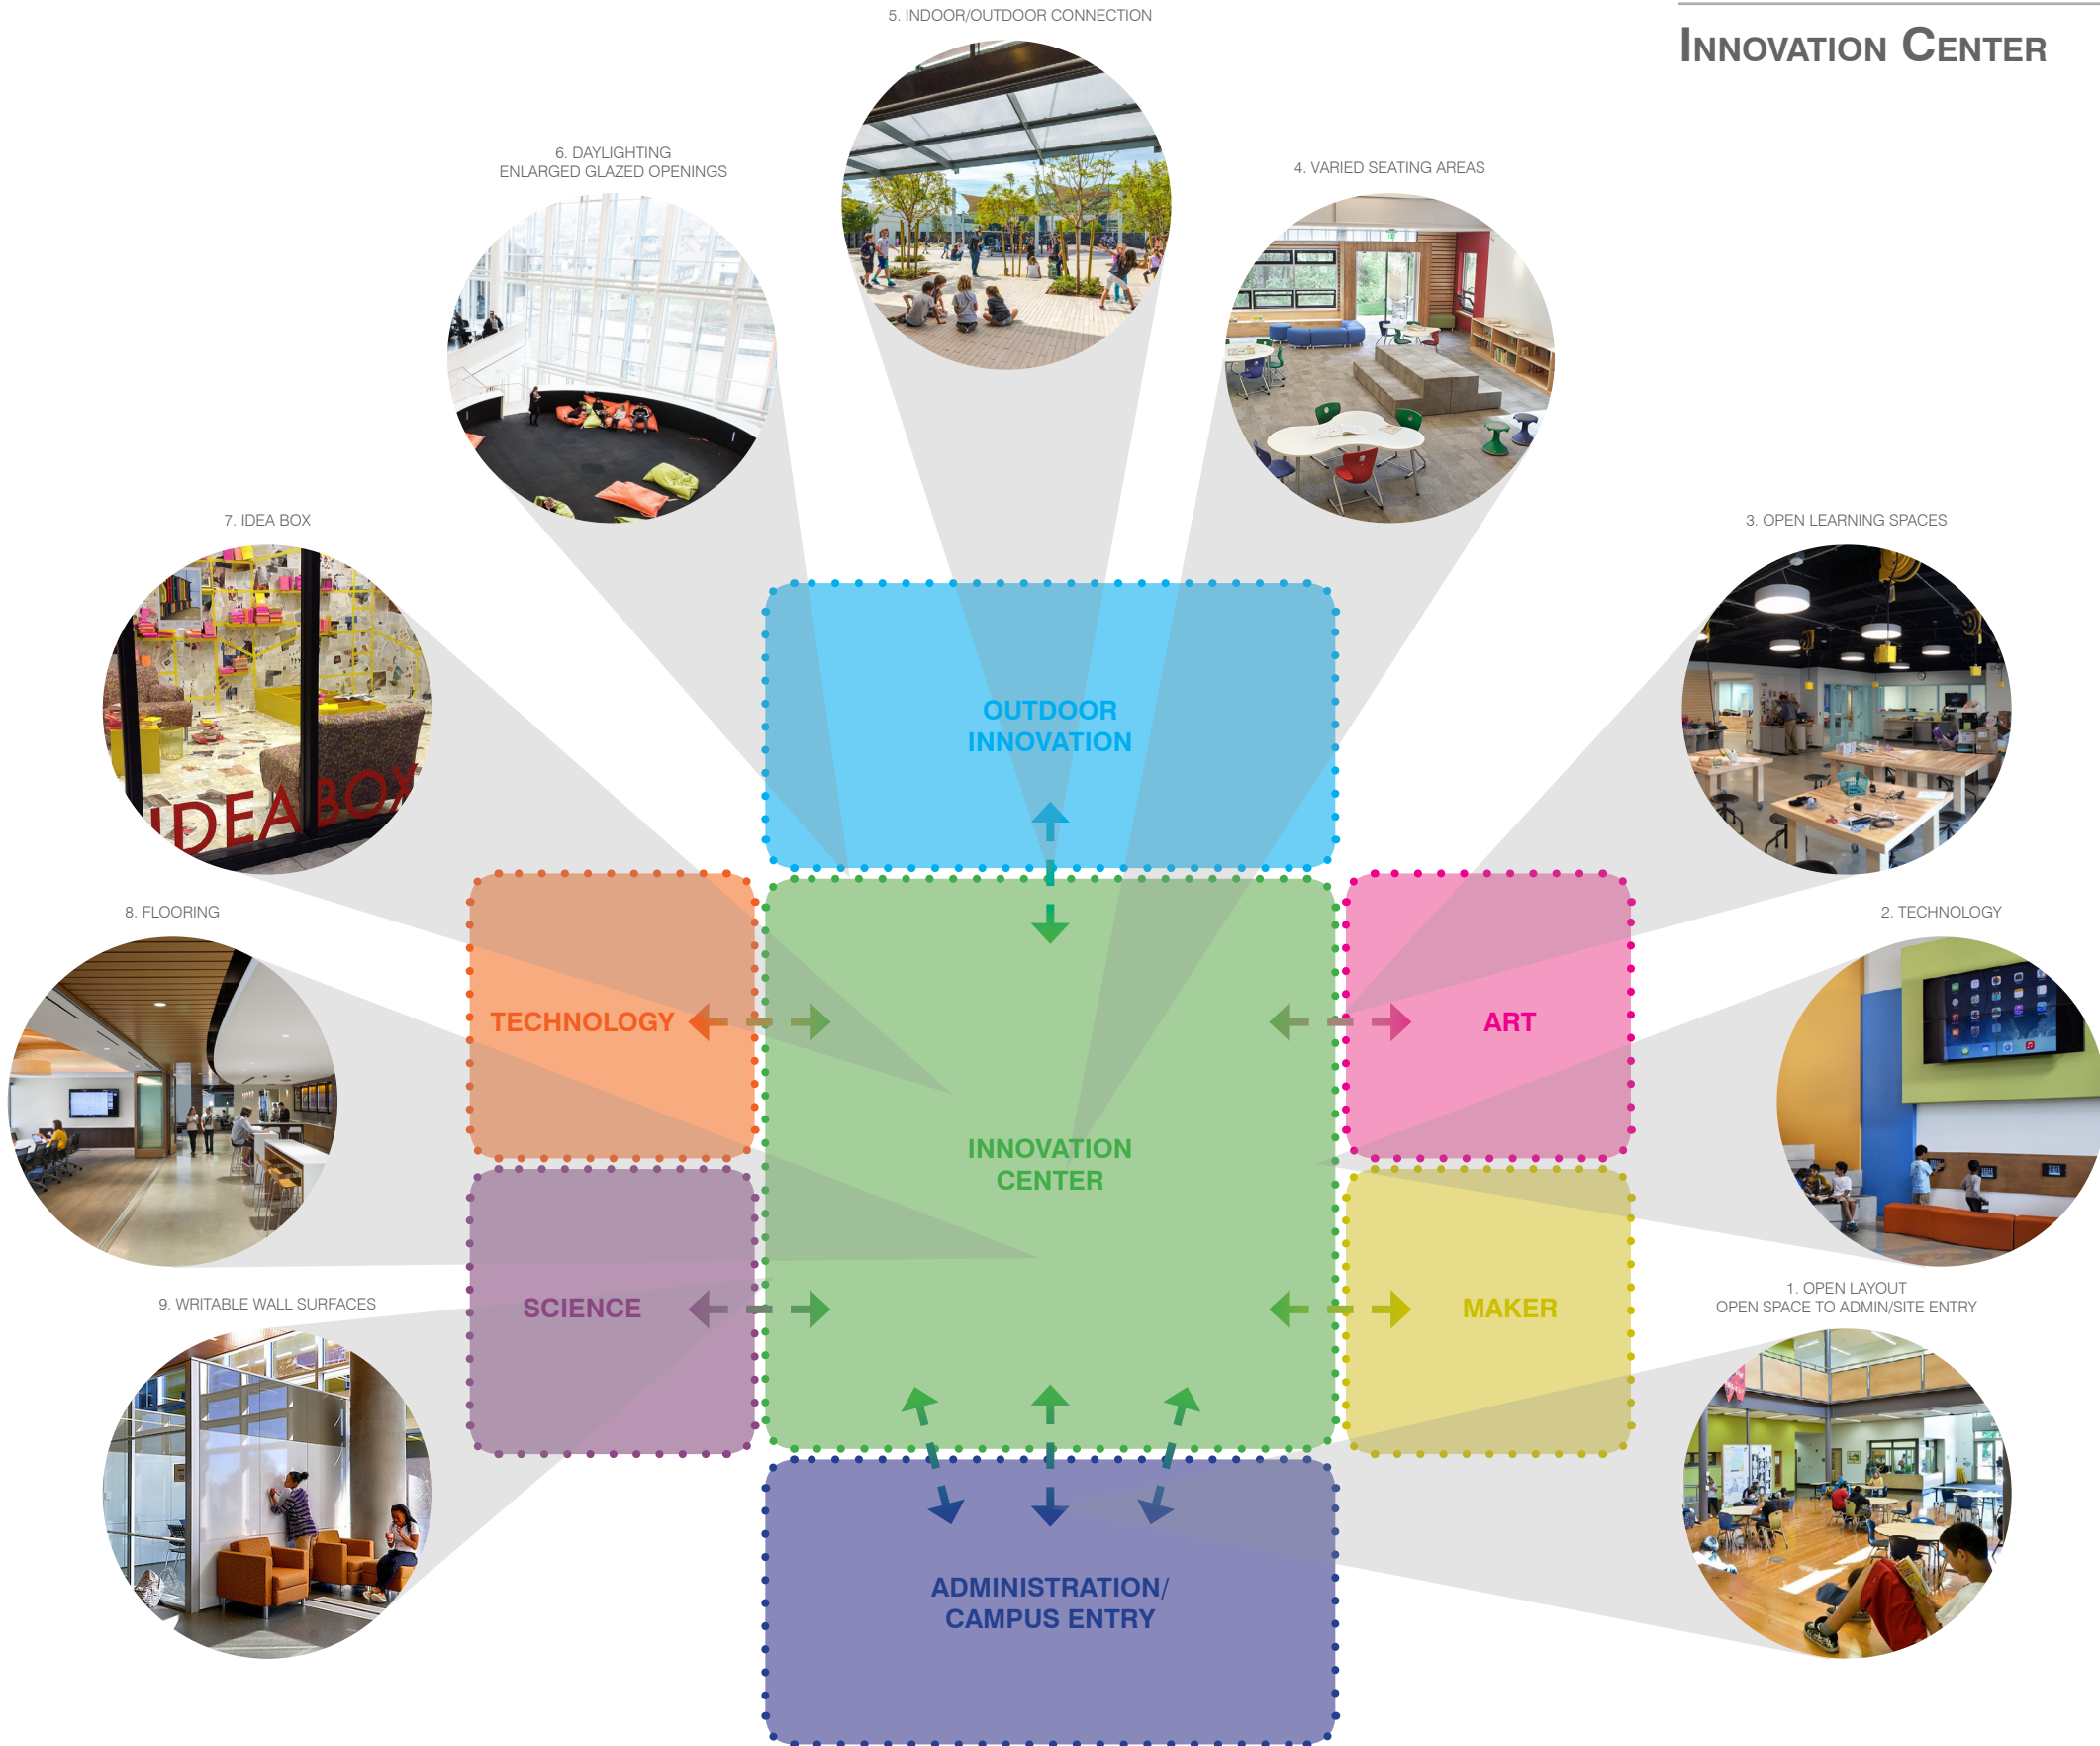 INNOVATION CENTER
5. INDOOR/OUTDOOR CONNECTION
6. DAYLIGHTING
ENLARGED GLAZED OPENINGS
4. VARIED SEATING AREAS
7. IDEA BOX
IDEA BOX
3. OPEN LEARNING SPACES
OUTDOOR
INNOVATION
8. FLOORING
2. TECHNOLOGY
TECHNOLOGY
ART
INNOVATION
CENTER
9. WRITABLE WALL SURFACES
1. OPEN LAYOUT
OPEN SPACE TO ADMIN/SITE ENTRY
SCIENCE
MAKER
ADMINISTRATION/
CAMPUS ENTRY